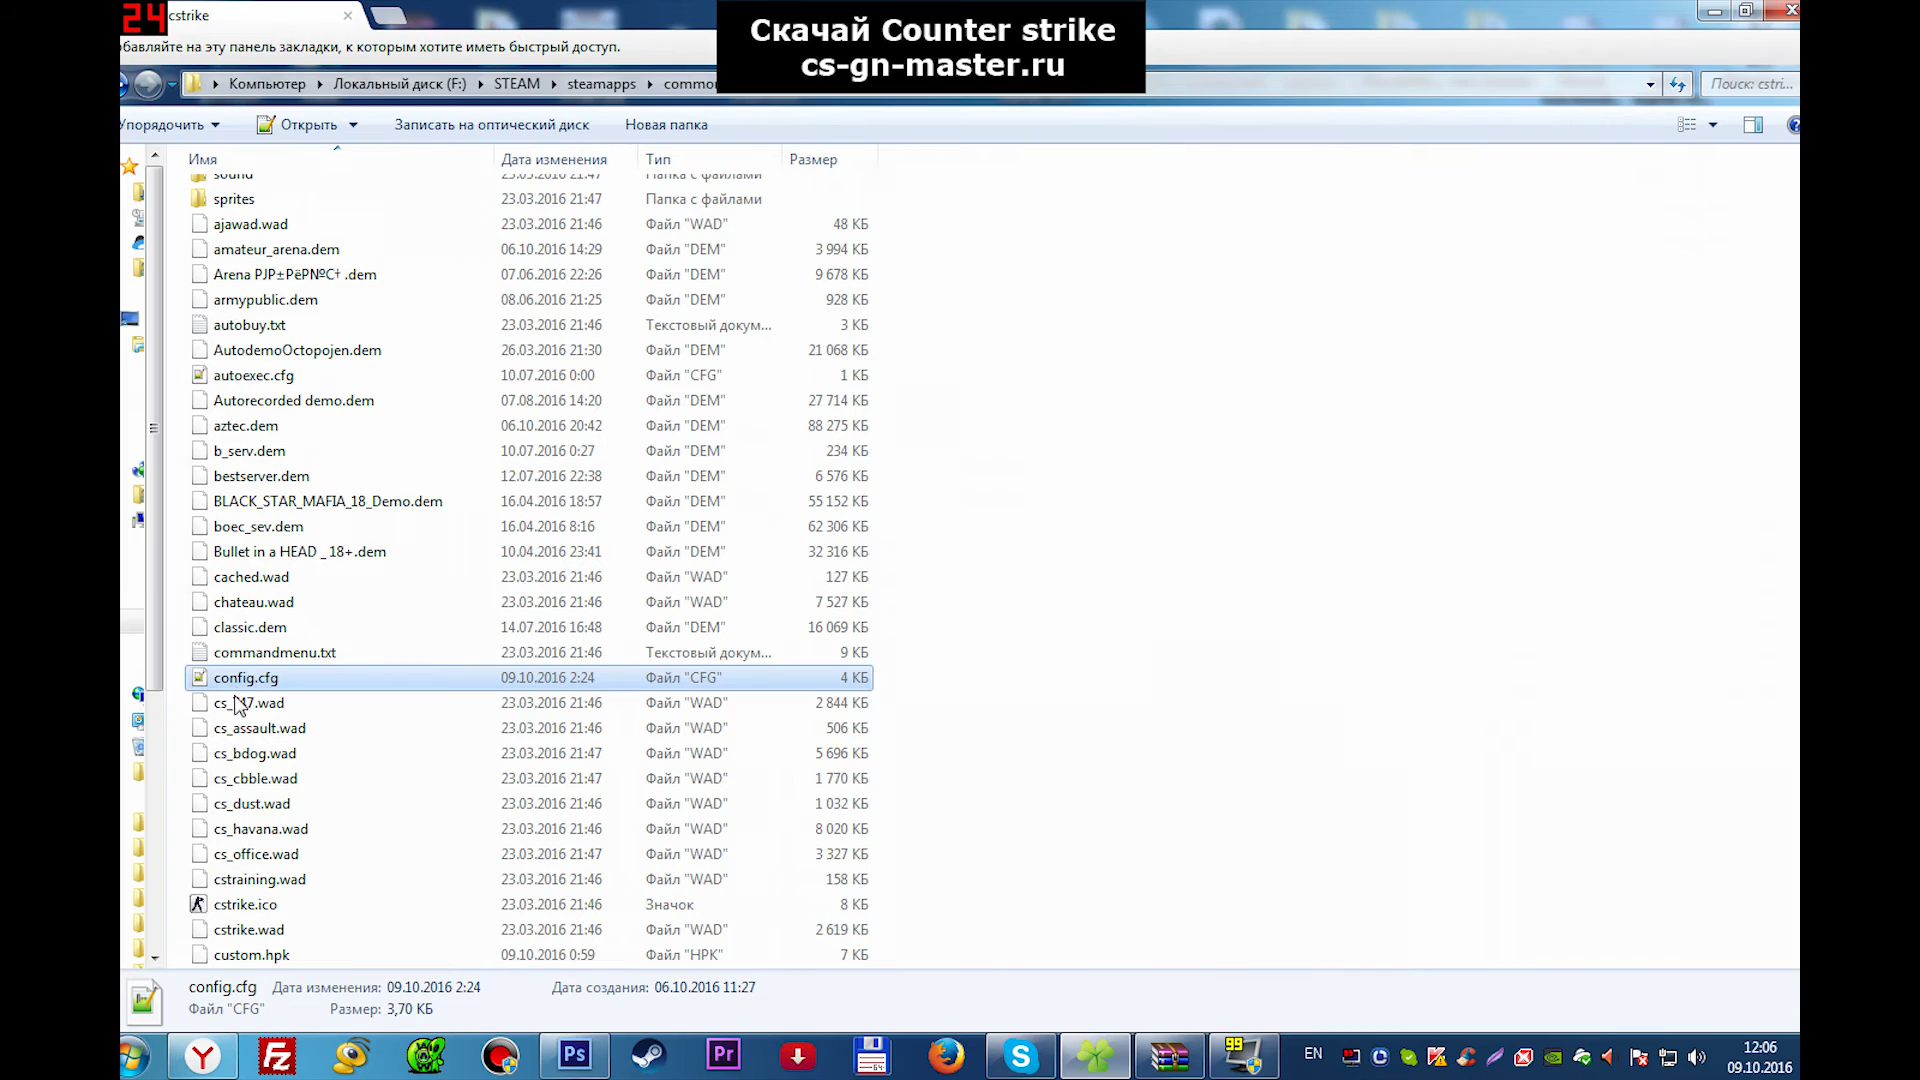 24
cstrike
обавляйте на эту панель закладки, к которым хотите иметь быстрый доступ.
Скачай Counter strike
cs-gn-master.ru
Компьютер
Локальный диск (F:)
STEAM
steamapps
commo
Поиск: cstri...
Упорядочить
Открыть
Записать на оптический диск
Новая папка
Имя
Дата изменения
Тип
Размер
sound 23.03.2016 21:47 Папка с файлами
sprites 23.03.2016 21:47 Папка с файлами
ajawad.wad 23.03.2016 21:46 Файл "WAD" 48 КБ
amateur_arena.dem 06.10.2016 14:29 Файл "DEM" 3 994 КБ
Arena PJP±PëPNºC† .dem 07.06.2016 22:26 Файл "DEM" 9 678 КБ
armypublic.dem 08.06.2016 21:25 Файл "DEM" 928 КБ
autobuy.txt 23.03.2016 21:46 Текстовый докум... 3 КБ
AutodemoOctopojen.dem 26.03.2016 21:30 Файл "DEM" 21 068 КБ
autoexec.cfg 10.07.2016 0:00 Файл "CFG" 1 КБ
Autorecorded demo.dem 07.08.2016 14:20 Файл "DEM" 27 714 КБ
aztec.dem 06.10.2016 20:42 Файл "DEM" 88 275 КБ
b_serv.dem 10.07.2016 0:27 Файл "DEM" 234 КБ
bestserver.dem 12.07.2016 22:38 Файл "DEM" 6 576 КБ
BLACK_STAR_MAFIA_18_Demo.dem 16.04.2016 18:57 Файл "DEM" 55 152 КБ
boec_sev.dem 16.04.2016 8:16 Файл "DEM" 62 306 КБ
Bullet in a HEAD _ 18+.dem 10.04.2016 23:41 Файл "DEM" 32 316 КБ
cached.wad 23.03.2016 21:46 Файл "WAD" 127 КБ
chateau.wad 23.03.2016 21:46 Файл "WAD" 7 527 КБ
classic.dem 14.07.2016 16:48 Файл "DEM" 16 069 КБ
commandmenu.txt 23.03.2016 21:46 Текстовый докум... 9 КБ
config.cfg 09.10.2016 2:24 Файл "CFG" 4 КБ
cs_47.wad 23.03.2016 21:46 Файл "WAD" 2 844 КБ
cs_assault.wad 23.03.2016 21:46 Файл "WAD" 506 КБ
cs_bdog.wad 23.03.2016 21:47 Файл "WAD" 5 696 КБ
cs_cbble.wad 23.03.2016 21:47 Файл "WAD" 1 770 КБ
cs_dust.wad 23.03.2016 21:46 Файл "WAD" 1 032 КБ
cs_havana.wad 23.03.2016 21:46 Файл "WAD" 8 020 КБ
cs_office.wad 23.03.2016 21:47 Файл "WAD" 3 327 КБ
cstraining.wad 23.03.2016 21:46 Файл "WAD" 158 КБ
cstrike.ico 23.03.2016 21:46 Значок 8 КБ
cstrike.wad 23.03.2016 21:46 Файл "WAD" 2 619 КБ
custom.hpk 09.10.2016 0:59 Файл "HPK" 7 КБ
config.cfg Дата изменения: 09.10.2016 2:24 Дата создания: 06.10.2016 11:27
Файл "CFG" Размер: 3,70 КБ
Y
Fz
Ps
Pr
64
S
99
EN
12:06
09.10.2016